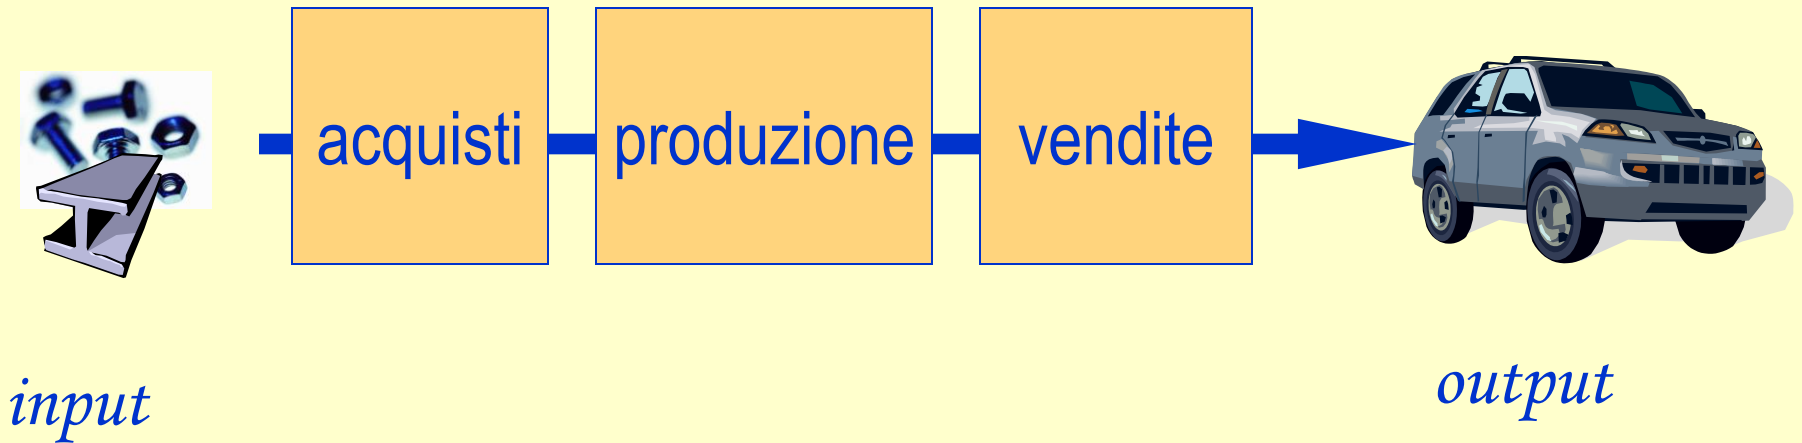 acquisti
produzione
vendite
input
output